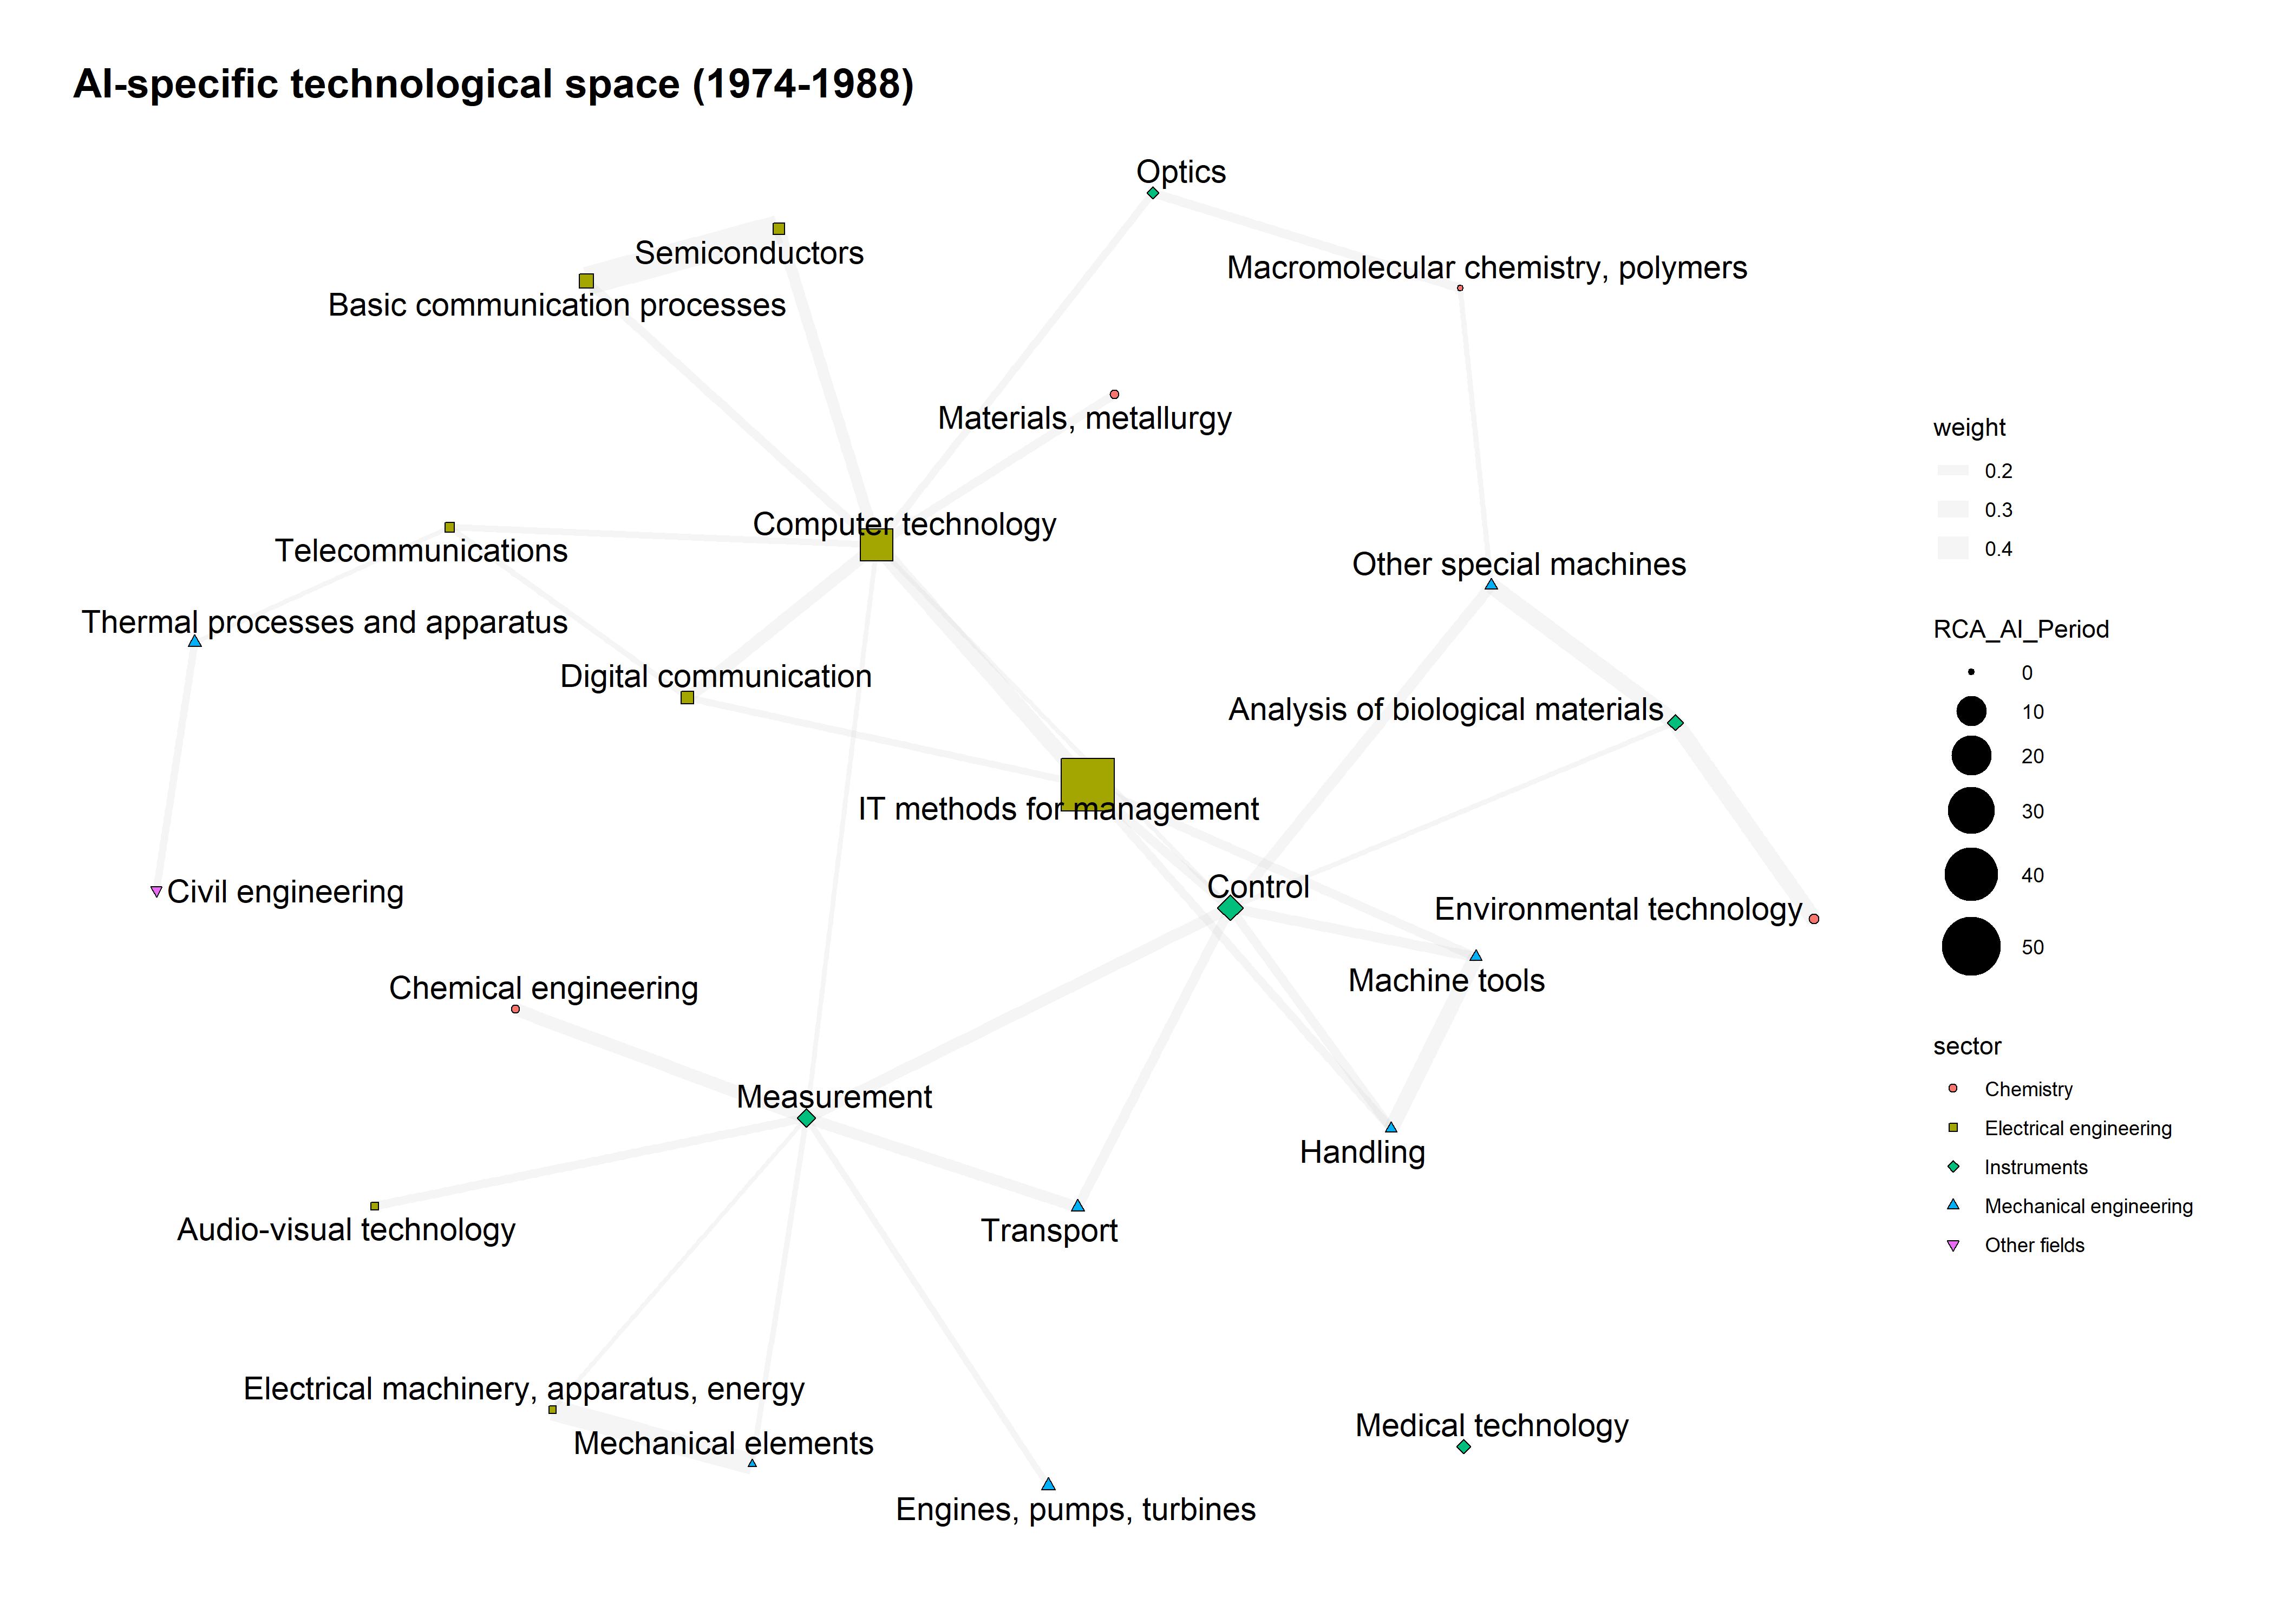 AI-specific technological space (1974-1988)
Optics
Semiconductors
Macromolecular chemistry, polymers
Basic communication processes
Materials, metallurgy
Computer technology
Telecommunications
Other special machines
Thermal processes and apparatus
Digital communication
Analysis of biological materials
IT methods for management
Control
Civil engineering
Environmental technology
Machine tools
Chemical engineering
Measurement
Handling
Audio-visual technology
Transport
Electrical machinery, apparatus, energy
Mechanical elements
Medical technology
Engines, pumps, turbines
weight
0.2
0.3
0.4
RCA_AI_Period
0
10
20
30
40
50
sector
Chemistry
Electrical engineering
Instruments
Mechanical engineering
Other fields